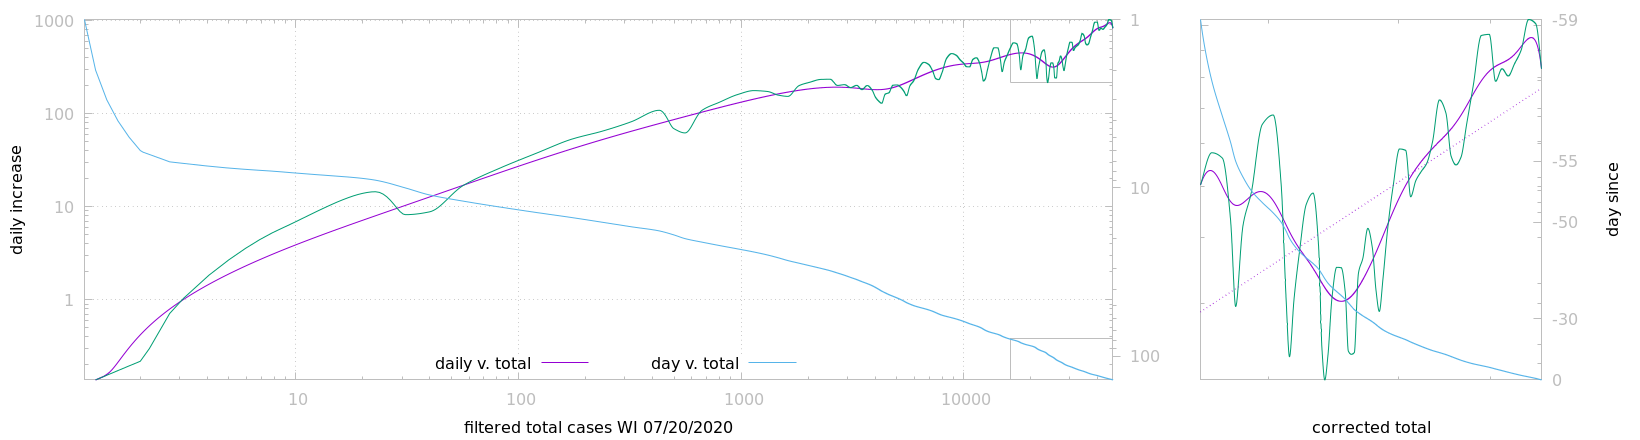 1000
100
10
1
daily increase
10
100
1000
10000
filtered total cases WI 07/20/2020
daily v. total
day v. total
1
10
100
-59
-55
-50
-30
0
day since
corrected total